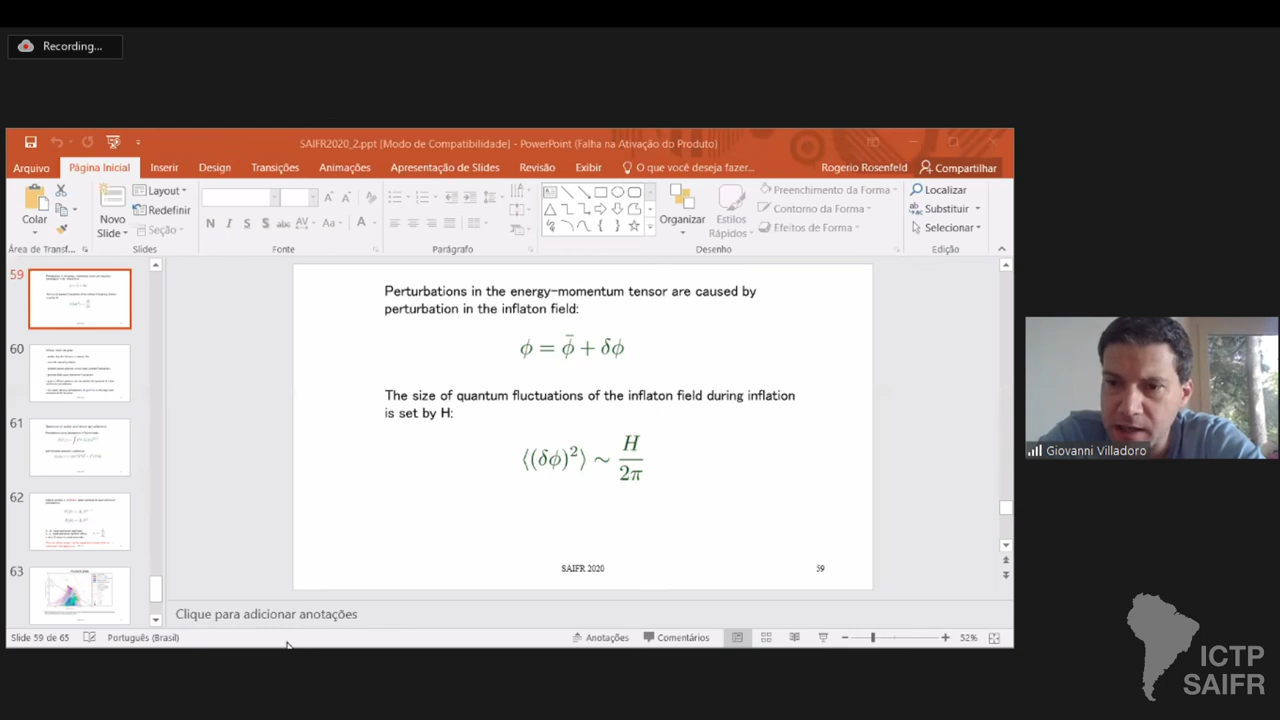 Recording...
SAIFR2020_2.ppt [Modo de Compatibilidade] - PowerPoint (Falha na Ativação do Produto)
Arquivo Página Inicial Inserir Design Transições Animações Apresentação de Slides Revisão Exibir O que você deseja fazer... Rogerio Rosenfeld Compartilhar
Colar
Novo
Slide
Layout
Redefinir
Seção
N I S abc AV Aa A
Organizar
Estilos
Rápidos
Preenchimento da Forma
Contorno da Forma
Efeitos de Forma
Localizar
Substituir
Selecionar
Área de Transf... Slides Fonte Parágrafo Desenho Edição
59
60
61
62
63
Perturbations in the energy-momentum tensor are caused by
perturbation in the inflaton field:
ϕ = ϕ̄ + δϕ
The size of quantum fluctuations of the inflaton field during inflation
is set by H:
⟨(δϕ)²⟩ ∼ H/2π
SAIFR 2020 59
Clique para adicionar anotações
Slide 59 de 65 Português (Brasil) Anotações Comentários 52%
Giovanni Villadoro
ICTP
SAIFR